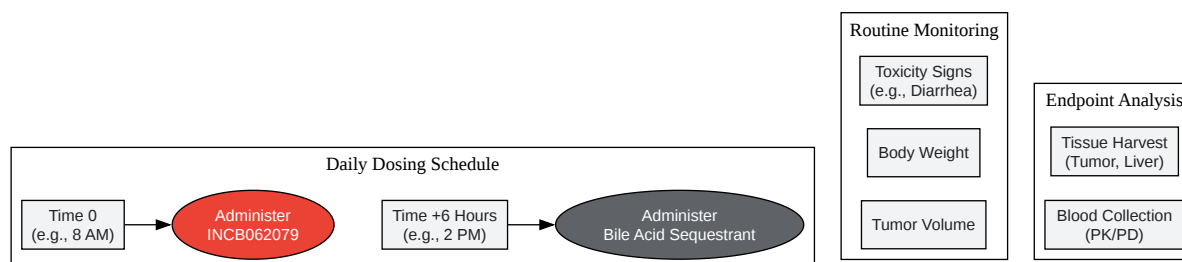 Routine Monitoring
Toxicity Signs
(e.g., Diarrhea)
Body Weight
Tumor Volume
Endpoint Analysis
Tissue Harvest
(Tumor, Liver)
Blood Collection
(PK/PD)
Daily Dosing Schedule
Time 0
(e.g., 8 AM)
Administer
INCB062079
Time +6 Hours
(e.g., 2 PM)
Administer
Bile Acid Sequestrant